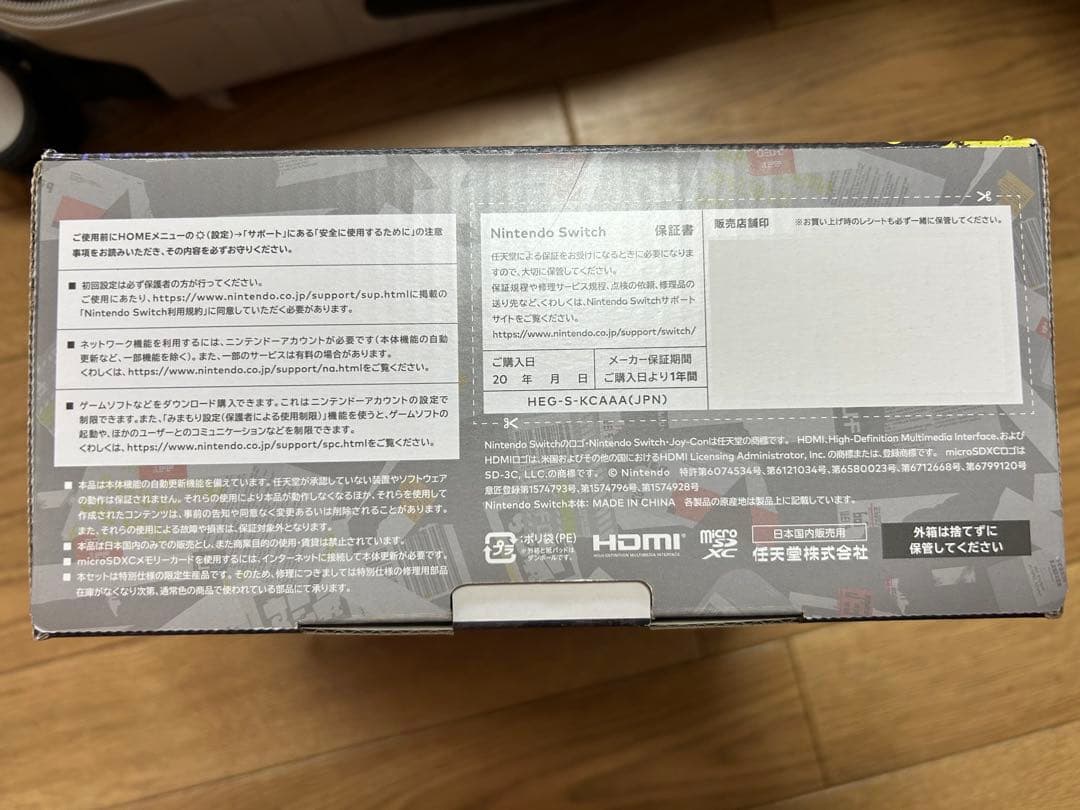 ご使用前にHOMEメニューの(設定)→「サポート」にある「安全に使用するために」の注意
事項をお読みいただき、その内容を必ずお守りください。
■ 初回設定は必ず保護者の方が行ってください。
ご使用にあたり、https://www.nintendo.co.jp/support/sup.htmlに掲載の
「Nintendo Switch利用規約」に同意していただく必要があります。
■ ネットワーク機能を利用するには、ニンテンドーアカウントが必要です(本体機能の自動
更新など、一部機能を除く)。また、一部のサービスは有料の場合があります。
くわしくは、https://www.nintendo.co.jp/support/na.htmlをご覧ください。
■ ゲームソフトなどをダウンロード購入できます。これはニンテンドーアカウントの設定で
制限できます。また、「みまもり設定(保護者による使用制限)」機能を使うと、ゲームソフトの
起動や、ほかのユーザーとのコミュニケーションなどを制限できます。
くわしくは、https://www.nintendo.co.jp/support/spc.htmlをご覧ください。
■ 本品は本体機能の自動更新機能を備えています。任天堂が承認していない装置やソフトウェア
の動作は保証されません。それらの使用により本品が動作しなくなるほか、それらを使用して
作成されたコンテンツは、事前の告知や同意なく変更あるいは削除されることがあります。
また、それらの使用による故障や損害は、保証対象外となります。
■ 本品は日本国内のみでの販売とし、また商業目的の使用・賃貸は禁止されています。
■ microSDXCメモリーカードを使用するには、インターネットに接続して本体更新が必要です。
■ 本セットは特別仕様の限定生産品です。そのため、修理につきましては特別仕様の修理用部品
在庫がなくなり次第、通常色の商品で使われている部品にて承ります。
Nintendo Switch 保証書
任天堂による保証をお受けになるときに必要になりま
すので、大切に保管してください。
保証規程や修理サービス規程、点検の依頼、修理品の
送り先など、くわしくは、Nintendo Switchサポート
サイトをご覧ください。
https://www.nintendo.co.jp/support/switch/
ご購入日
20 年 月 日
メーカー保証期間
ご購入日より1年間
HEG-S-KCAAA(JPN)
販売店舗印 ※お買い上げ時のレシートも必ず一緒に保管してください。
Nintendo Switchのロゴ・Nintendo Switch・Joy-Conは任天堂の商標です。 HDMI、High-Definition Multimedia Interface、および
HDMIロゴは、米国およびその他の国におけるHDMI Licensing Administrator, Inc. の商標または、登録商標です。 microSDXCロゴは
SD-3C, LLC.の商標です。 © Nintendo 特許第6074534号、第6121034号、第6580023号、第6712668号、第6799120号
意匠登録第1574793号、第1574796号、第1574928号
Nintendo Switch本体: MADE IN CHINA 各製品の原産地は製品上に記載しています。
プラ
:ポリ袋(PE)
・外箱と紙パッドは
ダンボールです。
HDMI
HIGH-DEFINITION MULTIMEDIA INTERFACE
micro SD XC
日本国内販売用
任天堂株式会社
外箱は捨てずに
保管してください